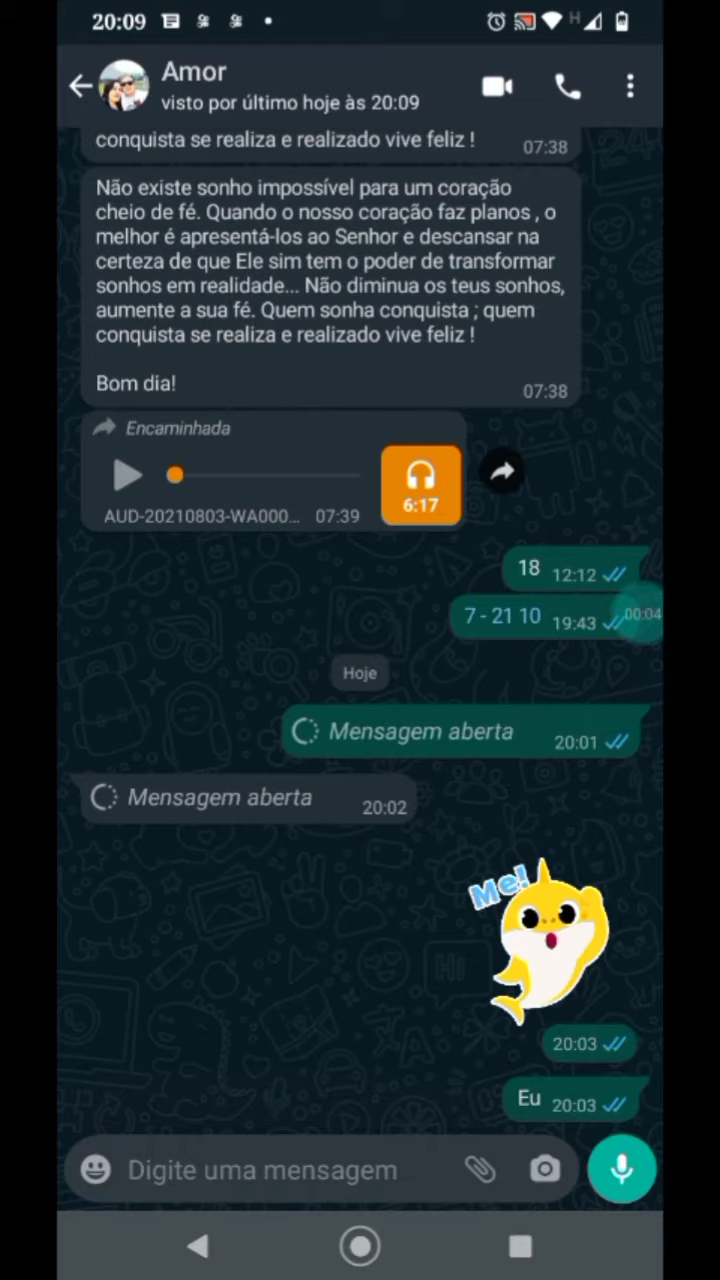 20:09
H
Amor
visto por último hoje às 20:09
conquista se realiza e realizado vive feliz !
07:38
Não existe sonho impossível para um coração
cheio de fé. Quando o nosso coração faz planos , o
melhor é apresentá-los ao Senhor e descansar na
certeza de que Ele sim tem o poder de transformar
sonhos em realidade... Não diminua os teus sonhos,
aumente a sua fé. Quem sonha conquista ; quem
conquista se realiza e realizado vive feliz !
Bom dia!
07:38
Encaminhada
6:17
AUD-20210803-WA000... 07:39
18 12:12
7 - 21 10 19:43
00:04
Hoje
Mensagem aberta 20:01
Mensagem aberta 20:02
Me!
20:03
Eu 20:03
Digite uma mensagem